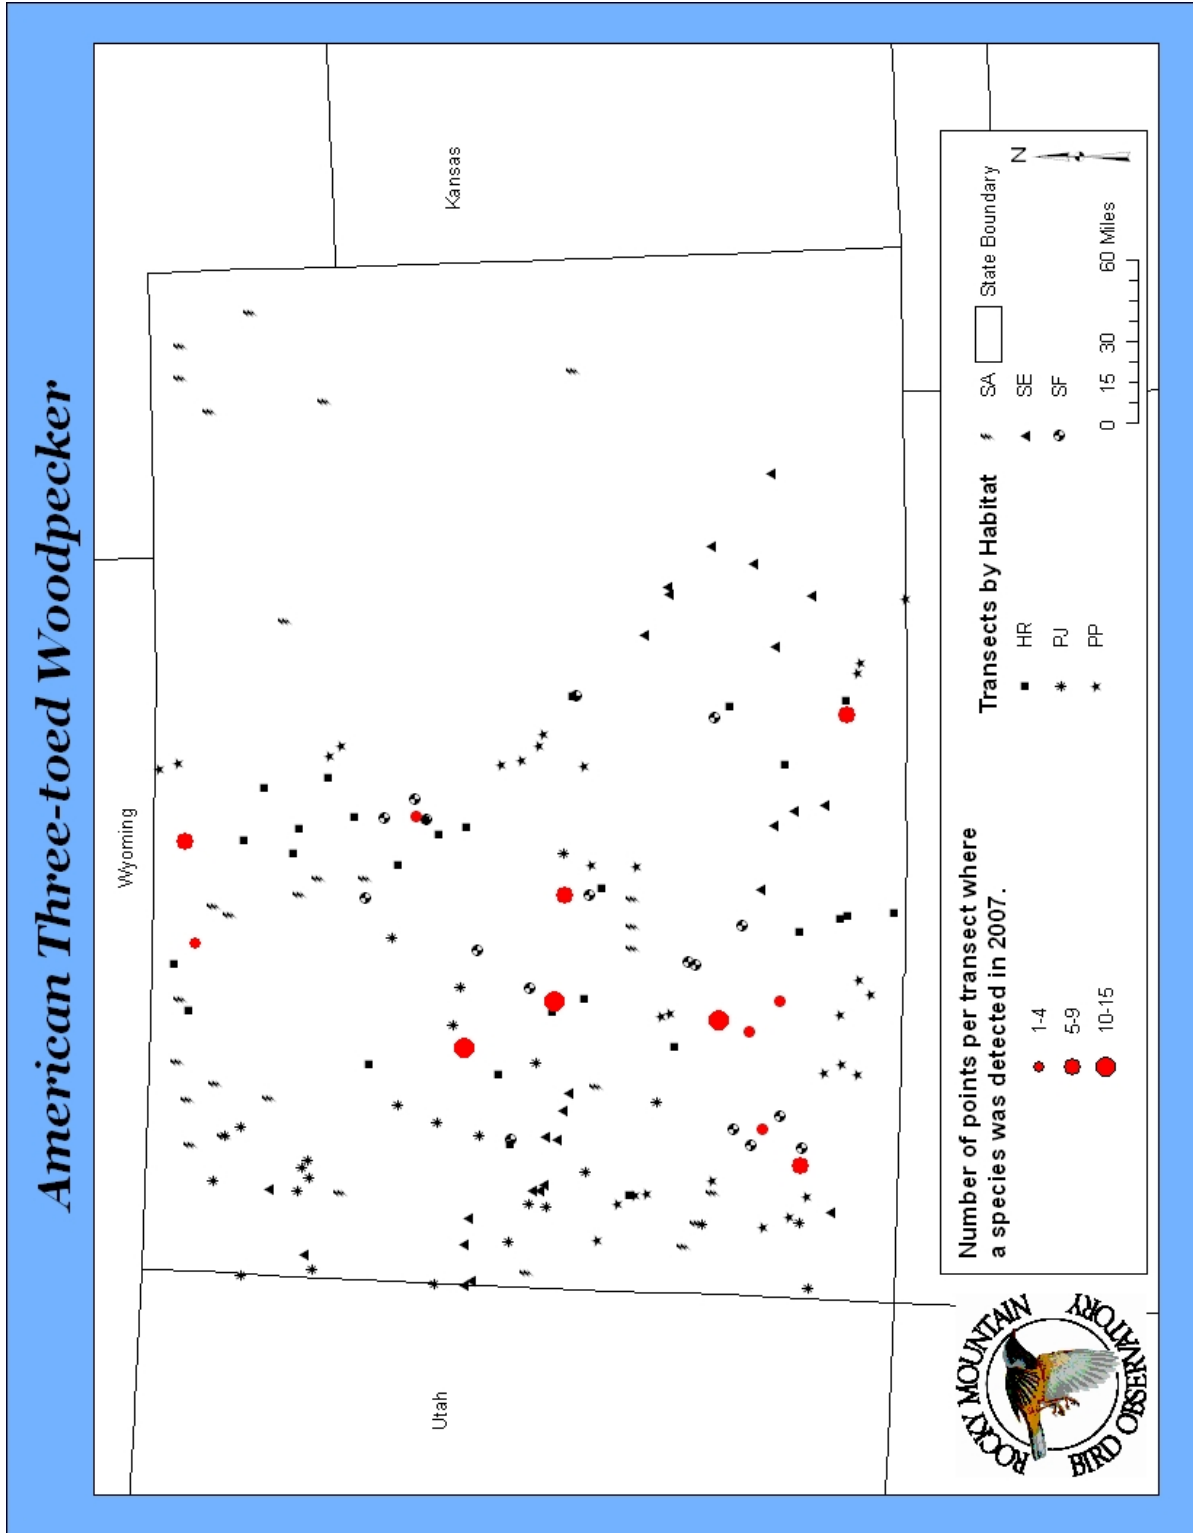 American Three-toed Woodpecker
Wyoming
Kansas
Utah
Number of points per transect where
a species was detected in 2007.
1-4
5-9
10-15
Transects by Habitat
HR
PJ
PP
SA
SE
SF
State Boundary
N
0 15 30 60 Miles
ROCKY MOUNTAIN
BIRD OBSERVATORY